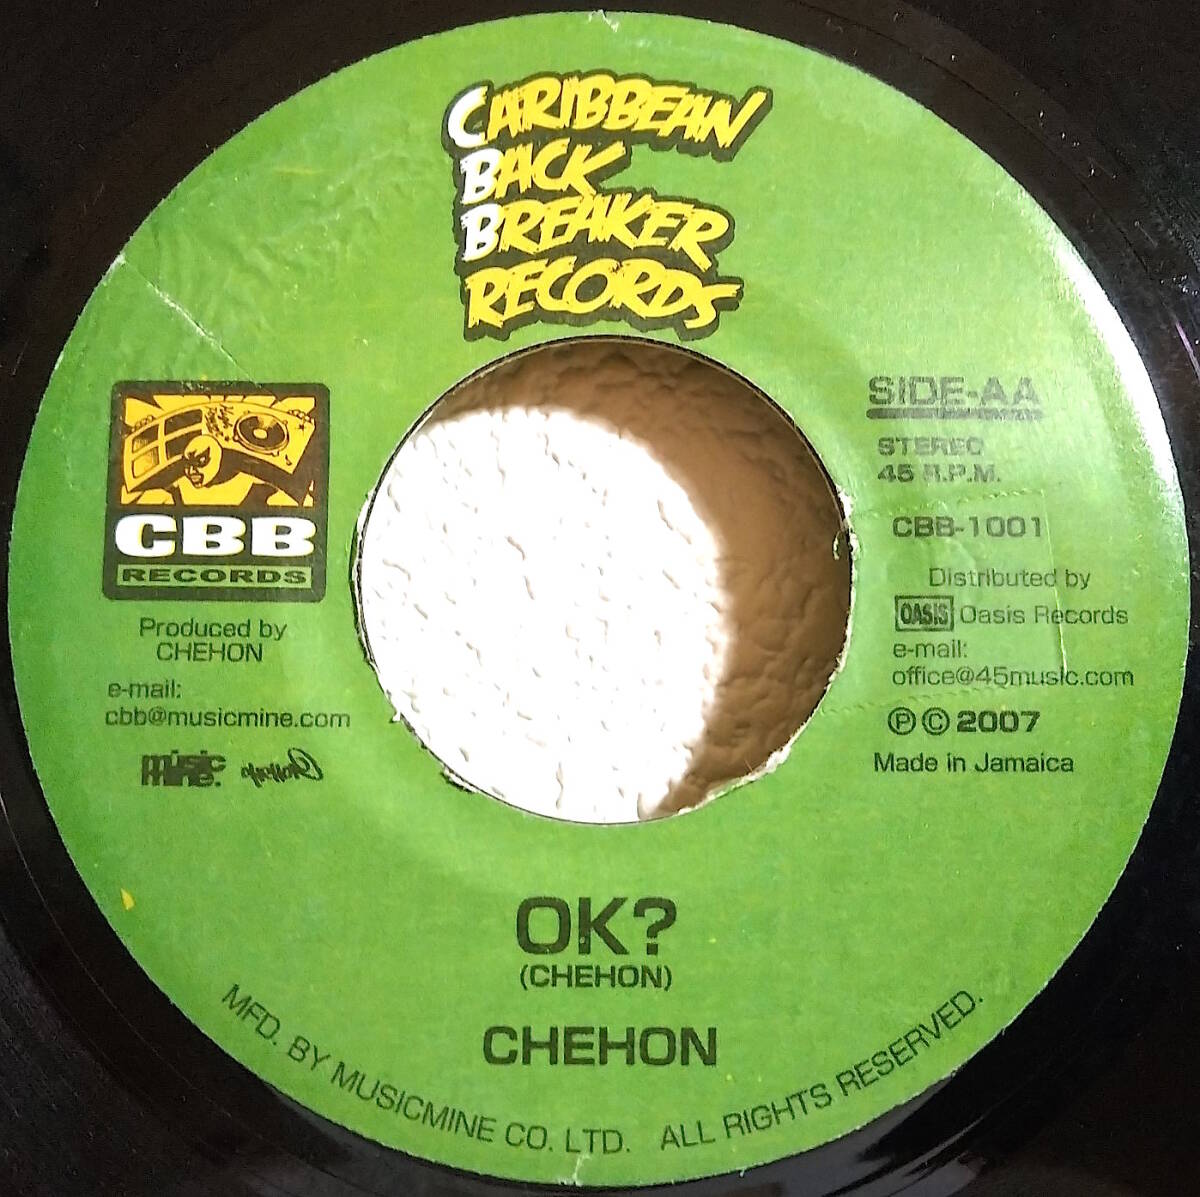 CARIBBEAN
BACK
BREAKER
RECORDS
CBB
RECORDS
Produced by
CHEHON
e-mail:
cbb@musicmine.com
music
mine.
SIDE-AA
STEREO
45 R.P.M.
CBB-1001
Distributed by
OASIS Oasis Records
e-mail:
office@45music.com
Ⓟ © 2007
Made in Jamaica
OK?
(CHEHON)
CHEHON
MFD. BY MUSICMINE CO. LTD. ALL RIGHTS RESERVED.